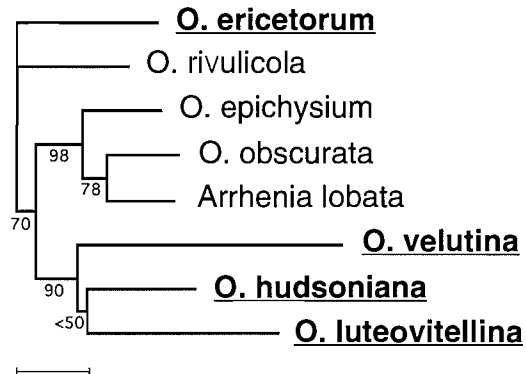 O. ericetorum
O. rivulicola
O. epichysium
98
O. obscurata
78
Arrhenia lobata
70
O. velutina
90
O. hudsoniana
<50
O. luteovitellina